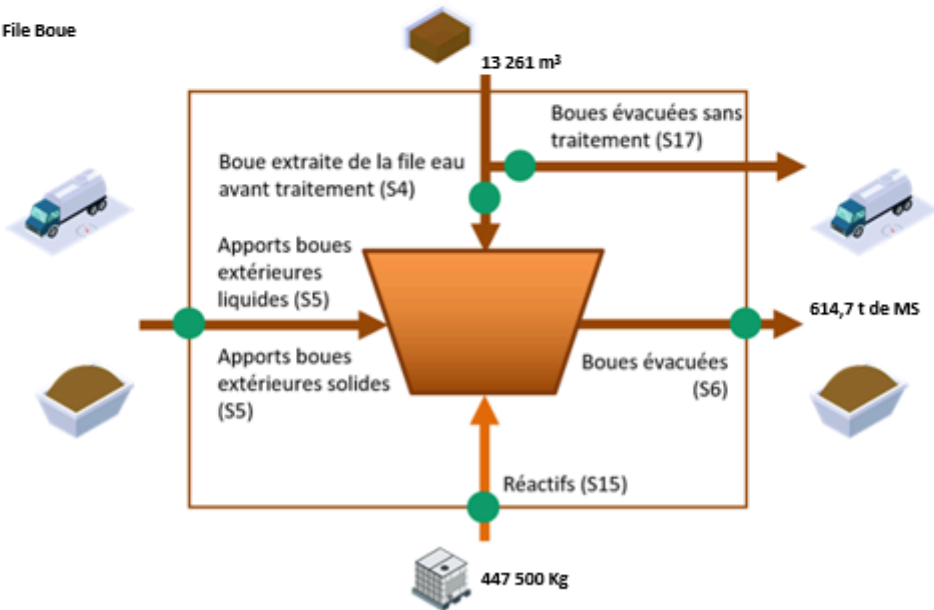 File Boue
13 261 m³
Boues évacuées sans
traitement (S17)
Boue extraite de la file eau
avant traitement (S4)
Apports boues
extérieures
liquides (S5)
614,7 t de MS
Apports boues
extérieures solides
(S5)
Boues évacuées
(S6)
Réactifs (S15)
447 500 Kg